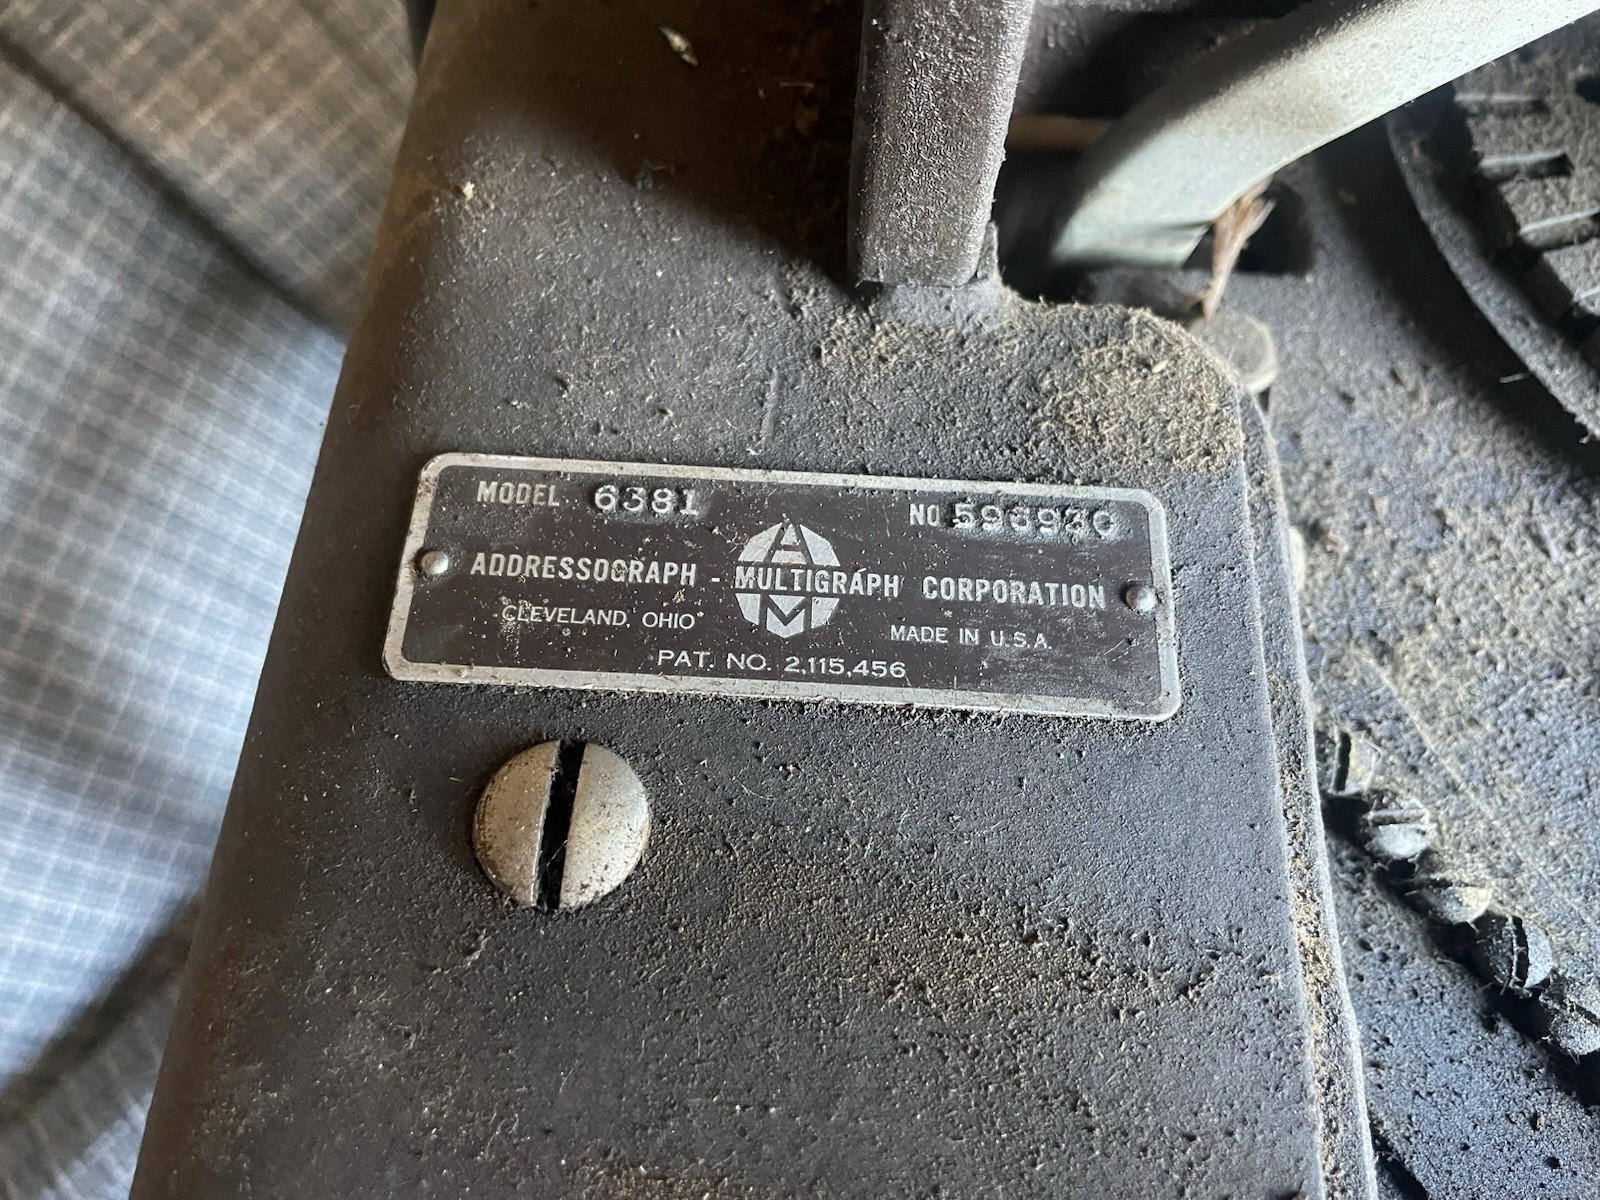 MODEL 6381 NO 596930
A
ADDRESSOGRAPH - MULTIGRAPH CORPORATION
M
CLEVELAND, OHIO MADE IN U.S.A.
PAT. NO. 2,115,456